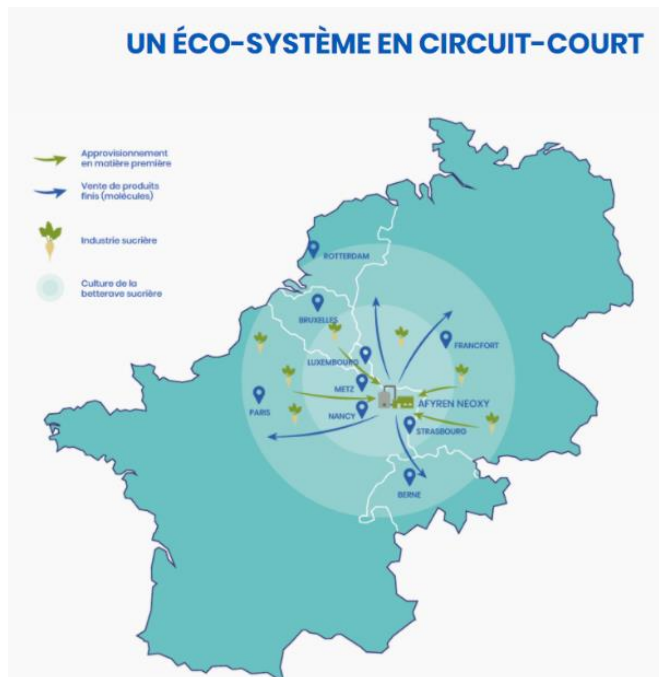 UN ÉCO-SYSTÈME EN CIRCUIT-COURT
Approvisionnement
en matière première
Vente de produits
finis (molécules)
Industrie sucrière
Culture de la
betterave sucrière
ROTTERDAM
BRUXELLES
FRANCFORT
LUXEMBOURG
METZ
PARIS
NANCY
AFYREN NEOXY
STRASBOURG
BERNE